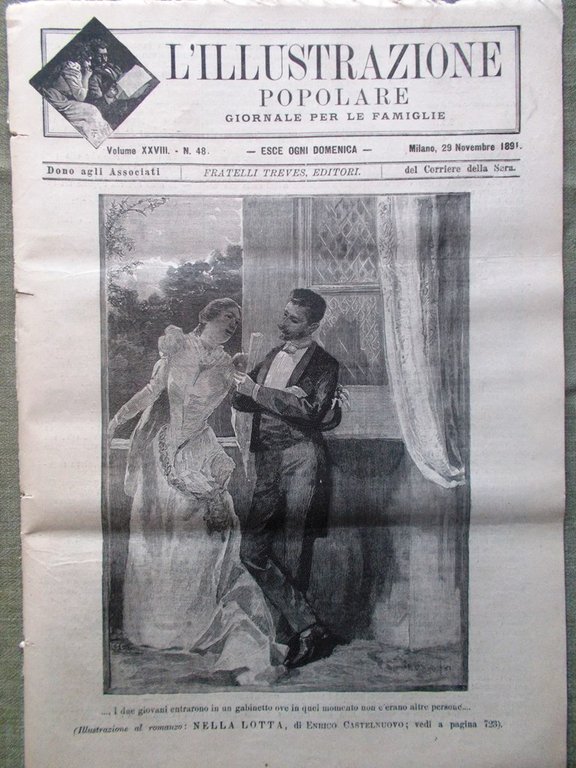 L'ILLUSTRAZIONE
POPOLARE
GIORNALE PER LE FAMIGLIE
Volume XXVIII. - N. 48. — ESCE OGNI DOMENICA — Milano, 29 Novembre 1891.
Dono agli Associati FRATELLI TREVES, EDITORI. del Corriere della Sera.
.... I due giovani entrarono in un gabinetto ove in quel momento non c'erano altre persone....
(Illustrazione al romanzo: NELLA LOTTA, di ENRICO CASTELNUOVO; vedi a pagina 723).